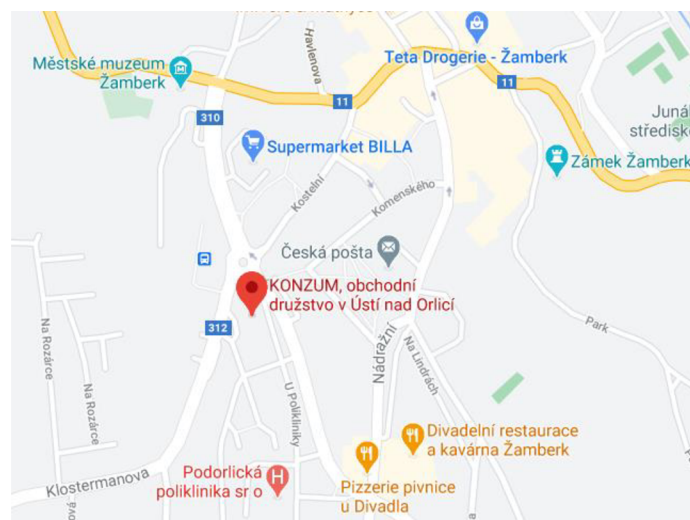 Městské muzeum
Žamberk
Havlenova
Teta Drogerie - Žamberk
11
11
310
Juná
středisko
Supermarket BILLA
Zámek Žamberk
Kostelní
Komenského
Česká pošta
KONZUM, obchodní
družstvo v Ústí nad Orlicí
312
Na Rozárce
Na Rozárce
Nádražní
Na Lindrách
Park
U Polikliniky
Divadelní restaurace
a kavárna Žamberk
Klostermanova
Podorlická
poliklinika sr o
Pizzerie pivnice
u Divadla